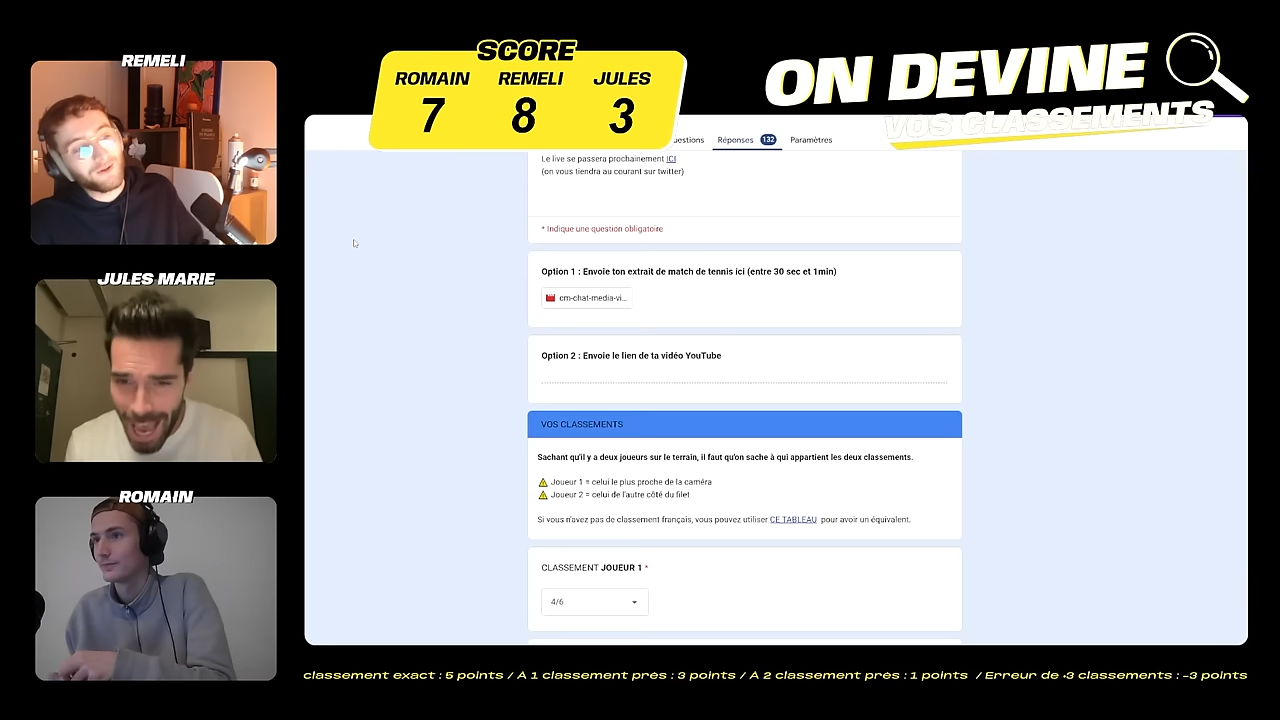 REMELI
SCORE
ROMAIN REMELI JULES
7 8 3
ON DEVINE
VOS CLASSEMENTS
Réponses 132 Paramètres
Le live se passera prochainement ICI
(on vous tiendra au courant sur twitter)
* Indique une question obligatoire
Option 1 : Envoie ton extrait de match de tennis ici (entre 30 sec et 1min)
cm-chat-media-vi...
Option 2 : Envoie le lien de ta vidéo YouTube
VOS CLASSEMENTS
Sachant qu'il y a deux joueurs sur le terrain, il faut qu'on sache à qui appartient les deux classements.
Joueur 1 = celui le plus proche de la caméra
Joueur 2 = celui de l'autre côté du filet
Si vous n'avez pas de classement français, vous pouvez utiliser CE TABLEAU pour avoir un équivalent.
CLASSEMENT JOUEUR 1 *
4/6
JULES MARIE
ROMAIN
classement exact : 5 points / À 1 classement près : 3 points / À 2 classement près : 1 points / Erreur de +3 classements : -3 points